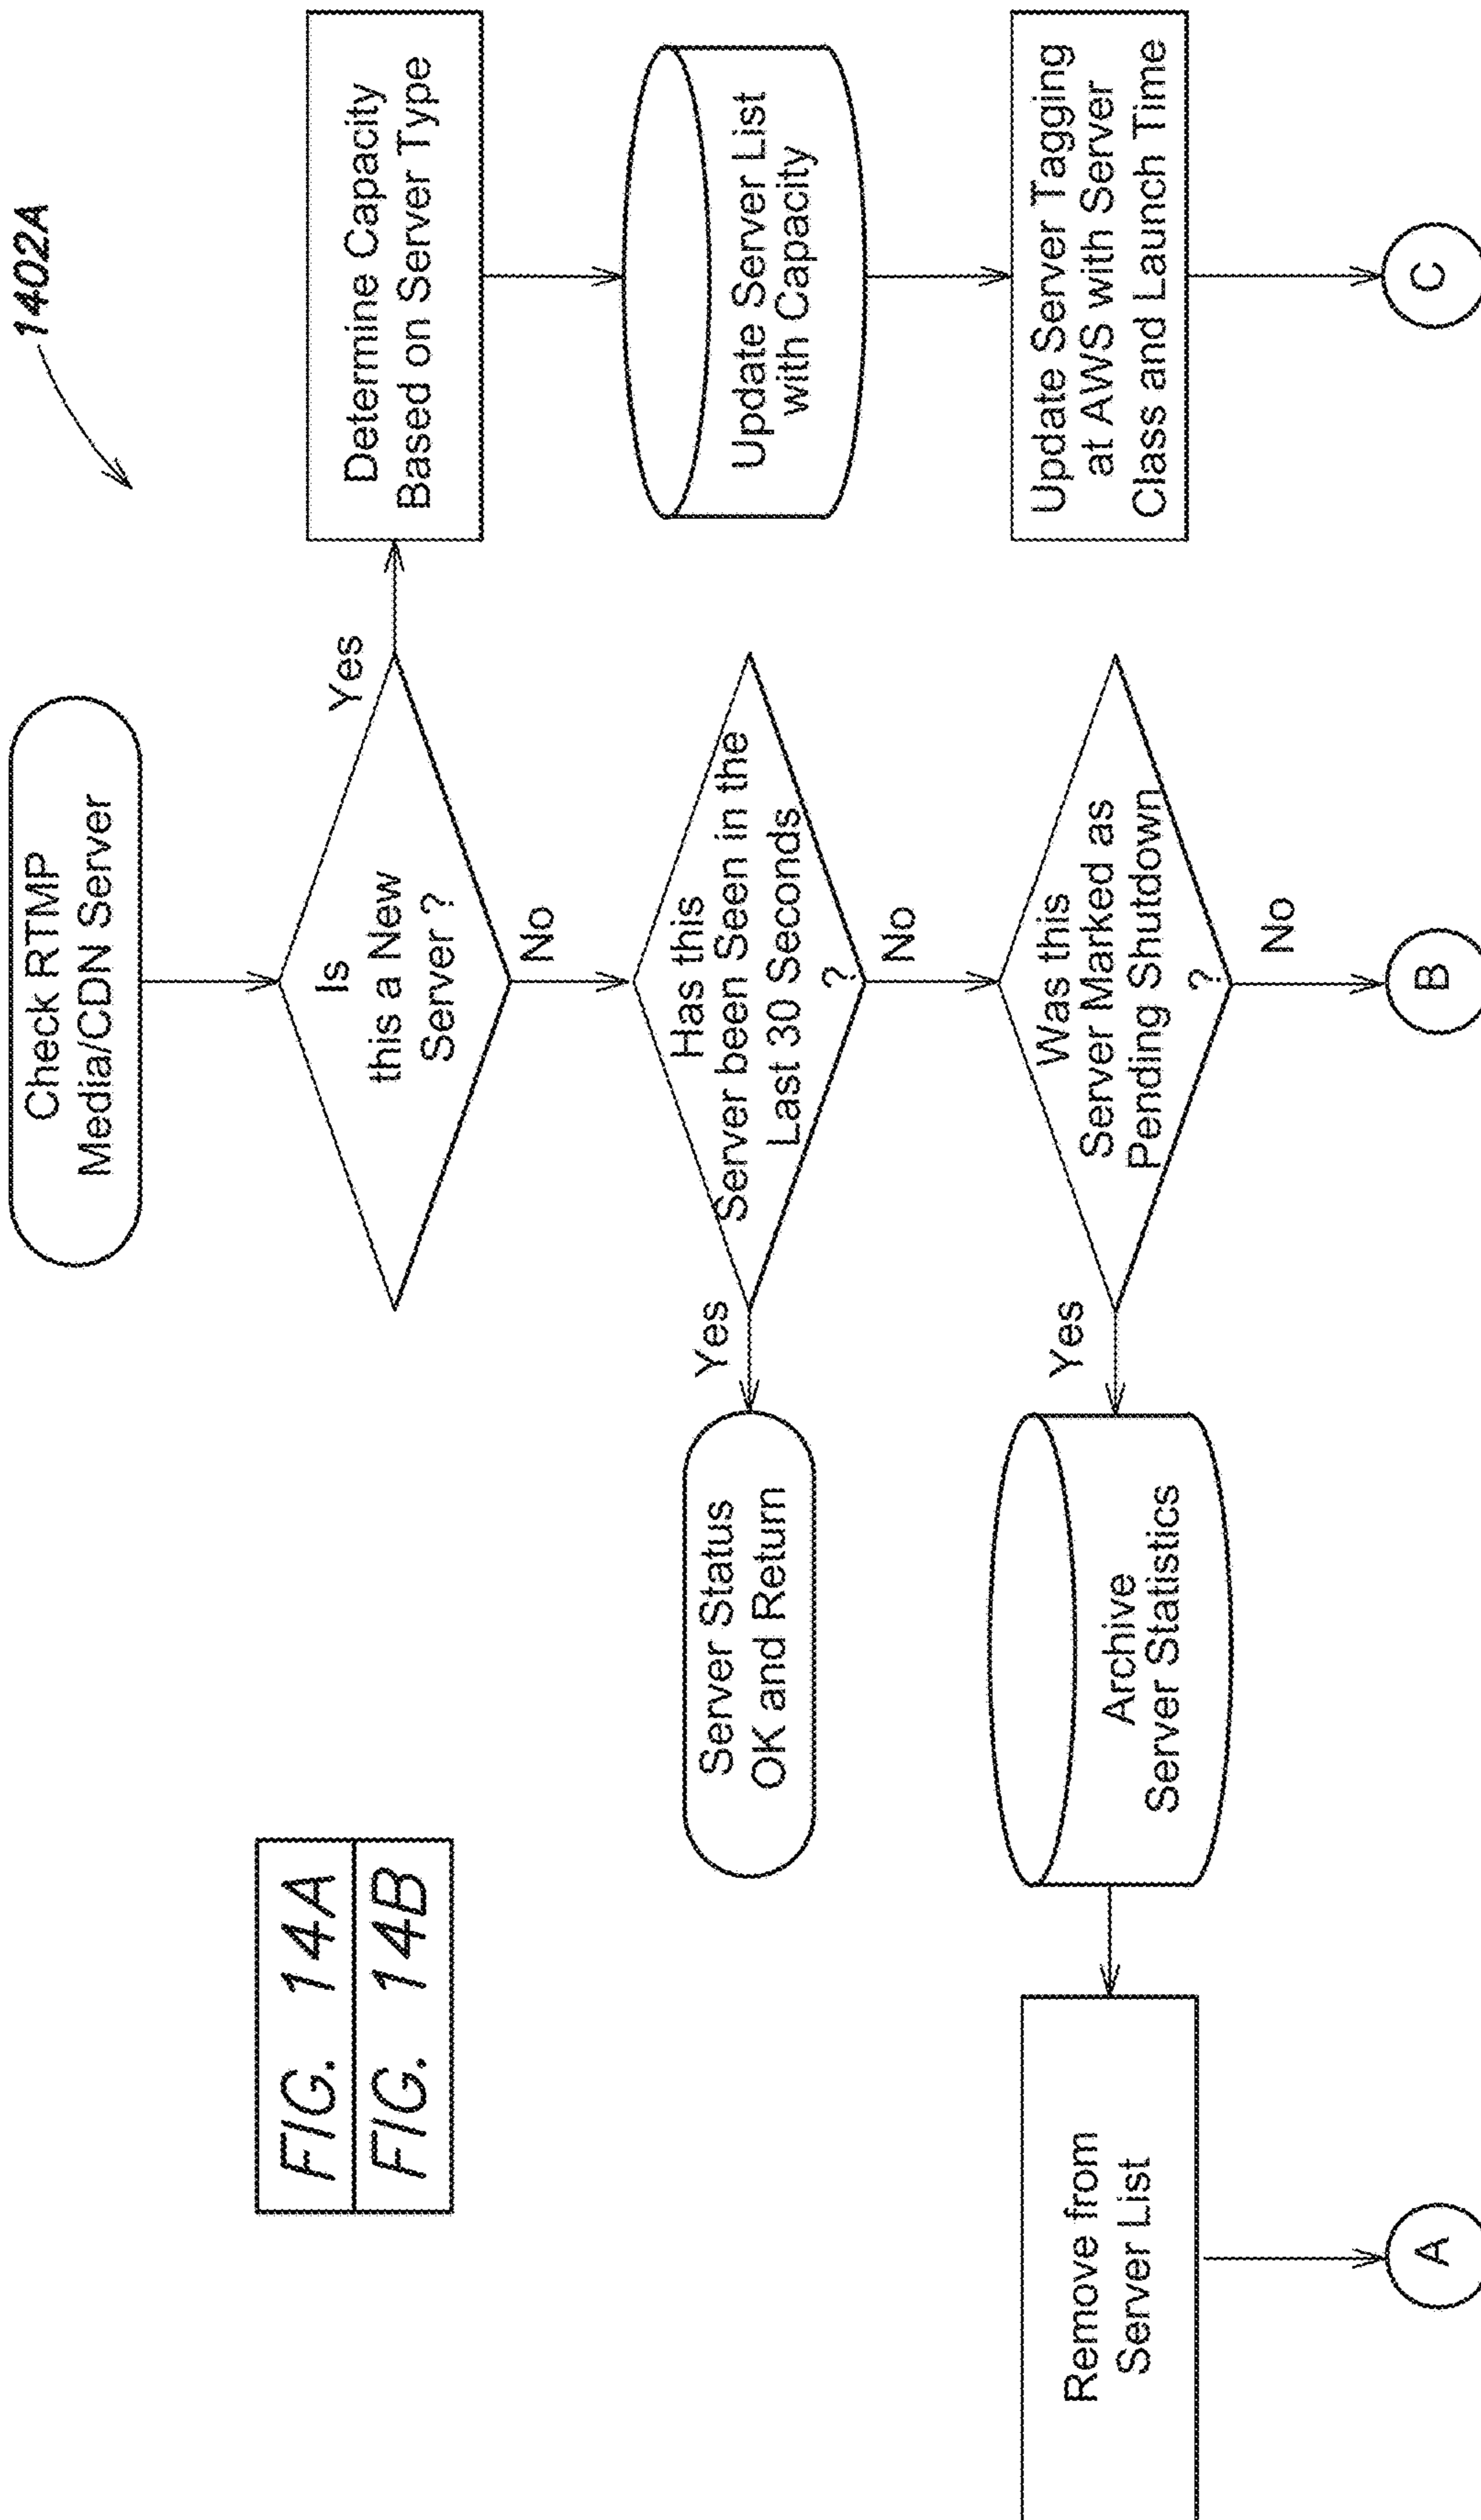 1402A
Check RTMP
Media/CDN Server
Is
this a New
Server ?
Yes
No
Determine Capacity
Based on Server Type
Update Server List
with Capacity
Update Server Tagging
at AWS with Server
Class and Launch Time
C
Has this
Server been Seen in the
Last 30 Seconds
?
Yes
No
Server Status
OK and Return
Was this
Server Marked as
Pending Shutdown
?
Yes
No
B
Archive
Server Statistics
Remove from
Server List
A
FIG. 14A
FIG. 14B